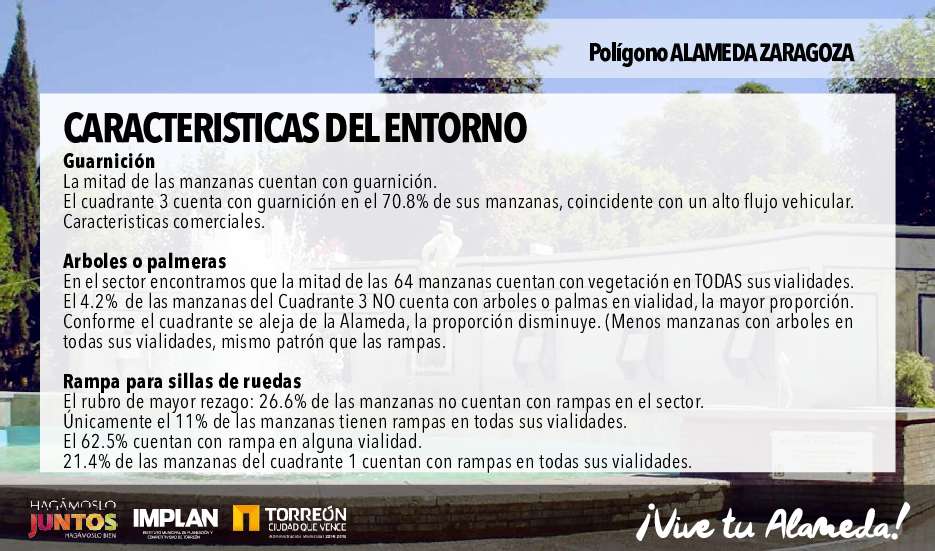 Polígono ALAMEDA ZARAGOZA
CARACTERISTICAS DEL ENTORNO
Guarnición
La mitad de las manzanas cuentan con guarnición.
El cuadrante 3 cuenta con guarnición en el 70.8% de sus manzanas, coincidente con un alto flujo vehicular.
Caracteristicas comerciales.
Arboles o palmeras
En el sector encontramos que la mitad de las 64 manzanas cuentan con vegetación en TODAS sus vialidades.
El 4.2% de las manzanas del Cuadrante 3 NO cuenta con arboles o palmas en vialidad, la mayor proporción.
Conforme el cuadrante se aleja de la Alameda, la proporción disminuye. (Menos manzanas con arboles en
todas sus vialidades, mismo patrón que las rampas.
Rampa para sillas de ruedas
El rubro de mayor rezago: 26.6% de las manzanas no cuentan con rampas en el sector.
Únicamente el 11% de las manzanas tienen rampas en todas sus vialidades.
El 62.5% cuentan con rampa en alguna vialidad.
21.4% de las manzanas del cuadrante 1 cuentan con rampas en todas sus vialidades.
HAGÁMOSLO
JUNTOS
HAGÁMOSLO BIEN
IMPLAN
INSTITUTO MUNICIPAL DE PLANEACIÓN Y
COMPETITIVIDAD DE TORREÓN
TORREÓN
CIUDAD QUE VENCE
¡Vive tu Alameda!